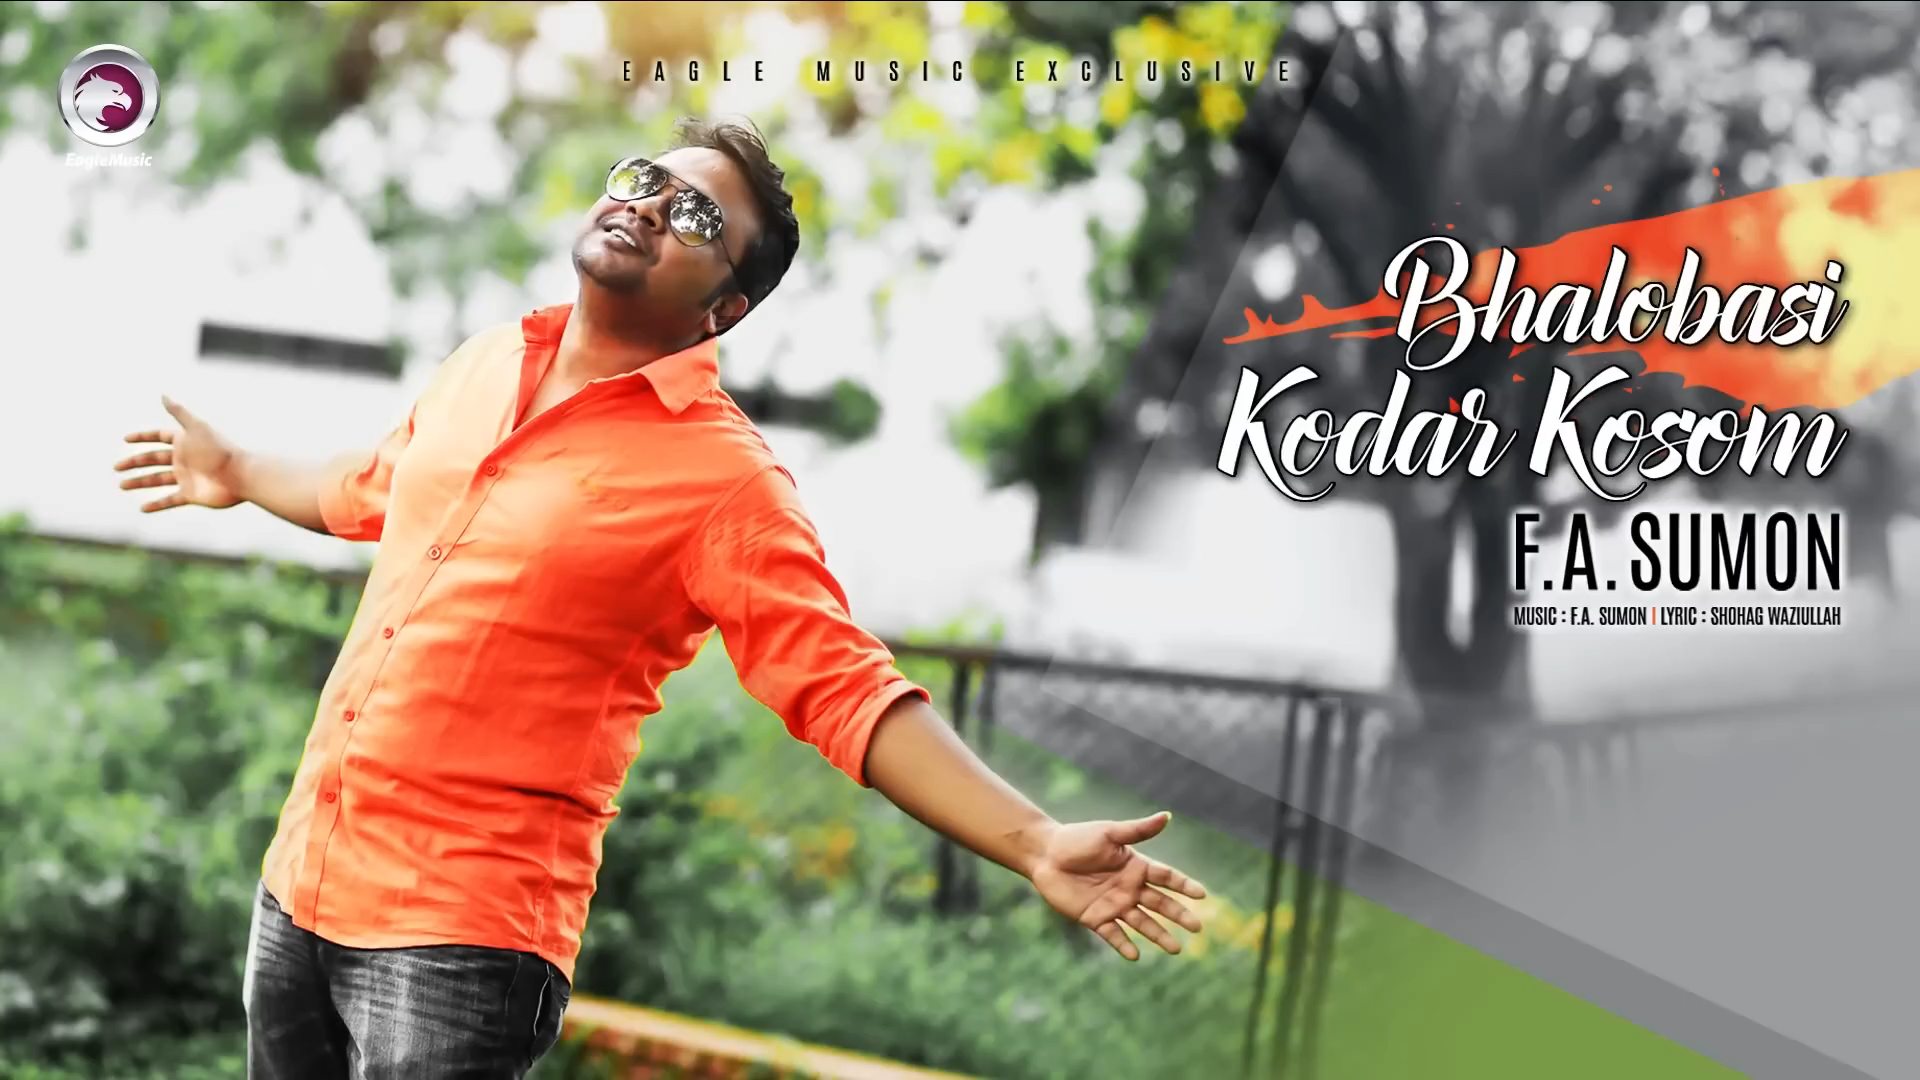 EAGLE MUSIC EXCLUSIVE
EagleMusic
Bhalobasi
Kodar Kosom
F.A. SUMON
MUSIC : F.A. SUMON | LYRIC : SHOHAG WAZIULLAH